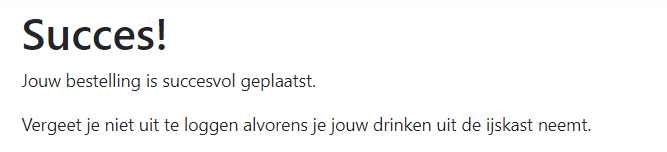 Succes!
Jouw bestelling is succesvol geplaatst.
Vergeet je niet uit te loggen alvorens je jouw drinken uit de ijskast neemt.